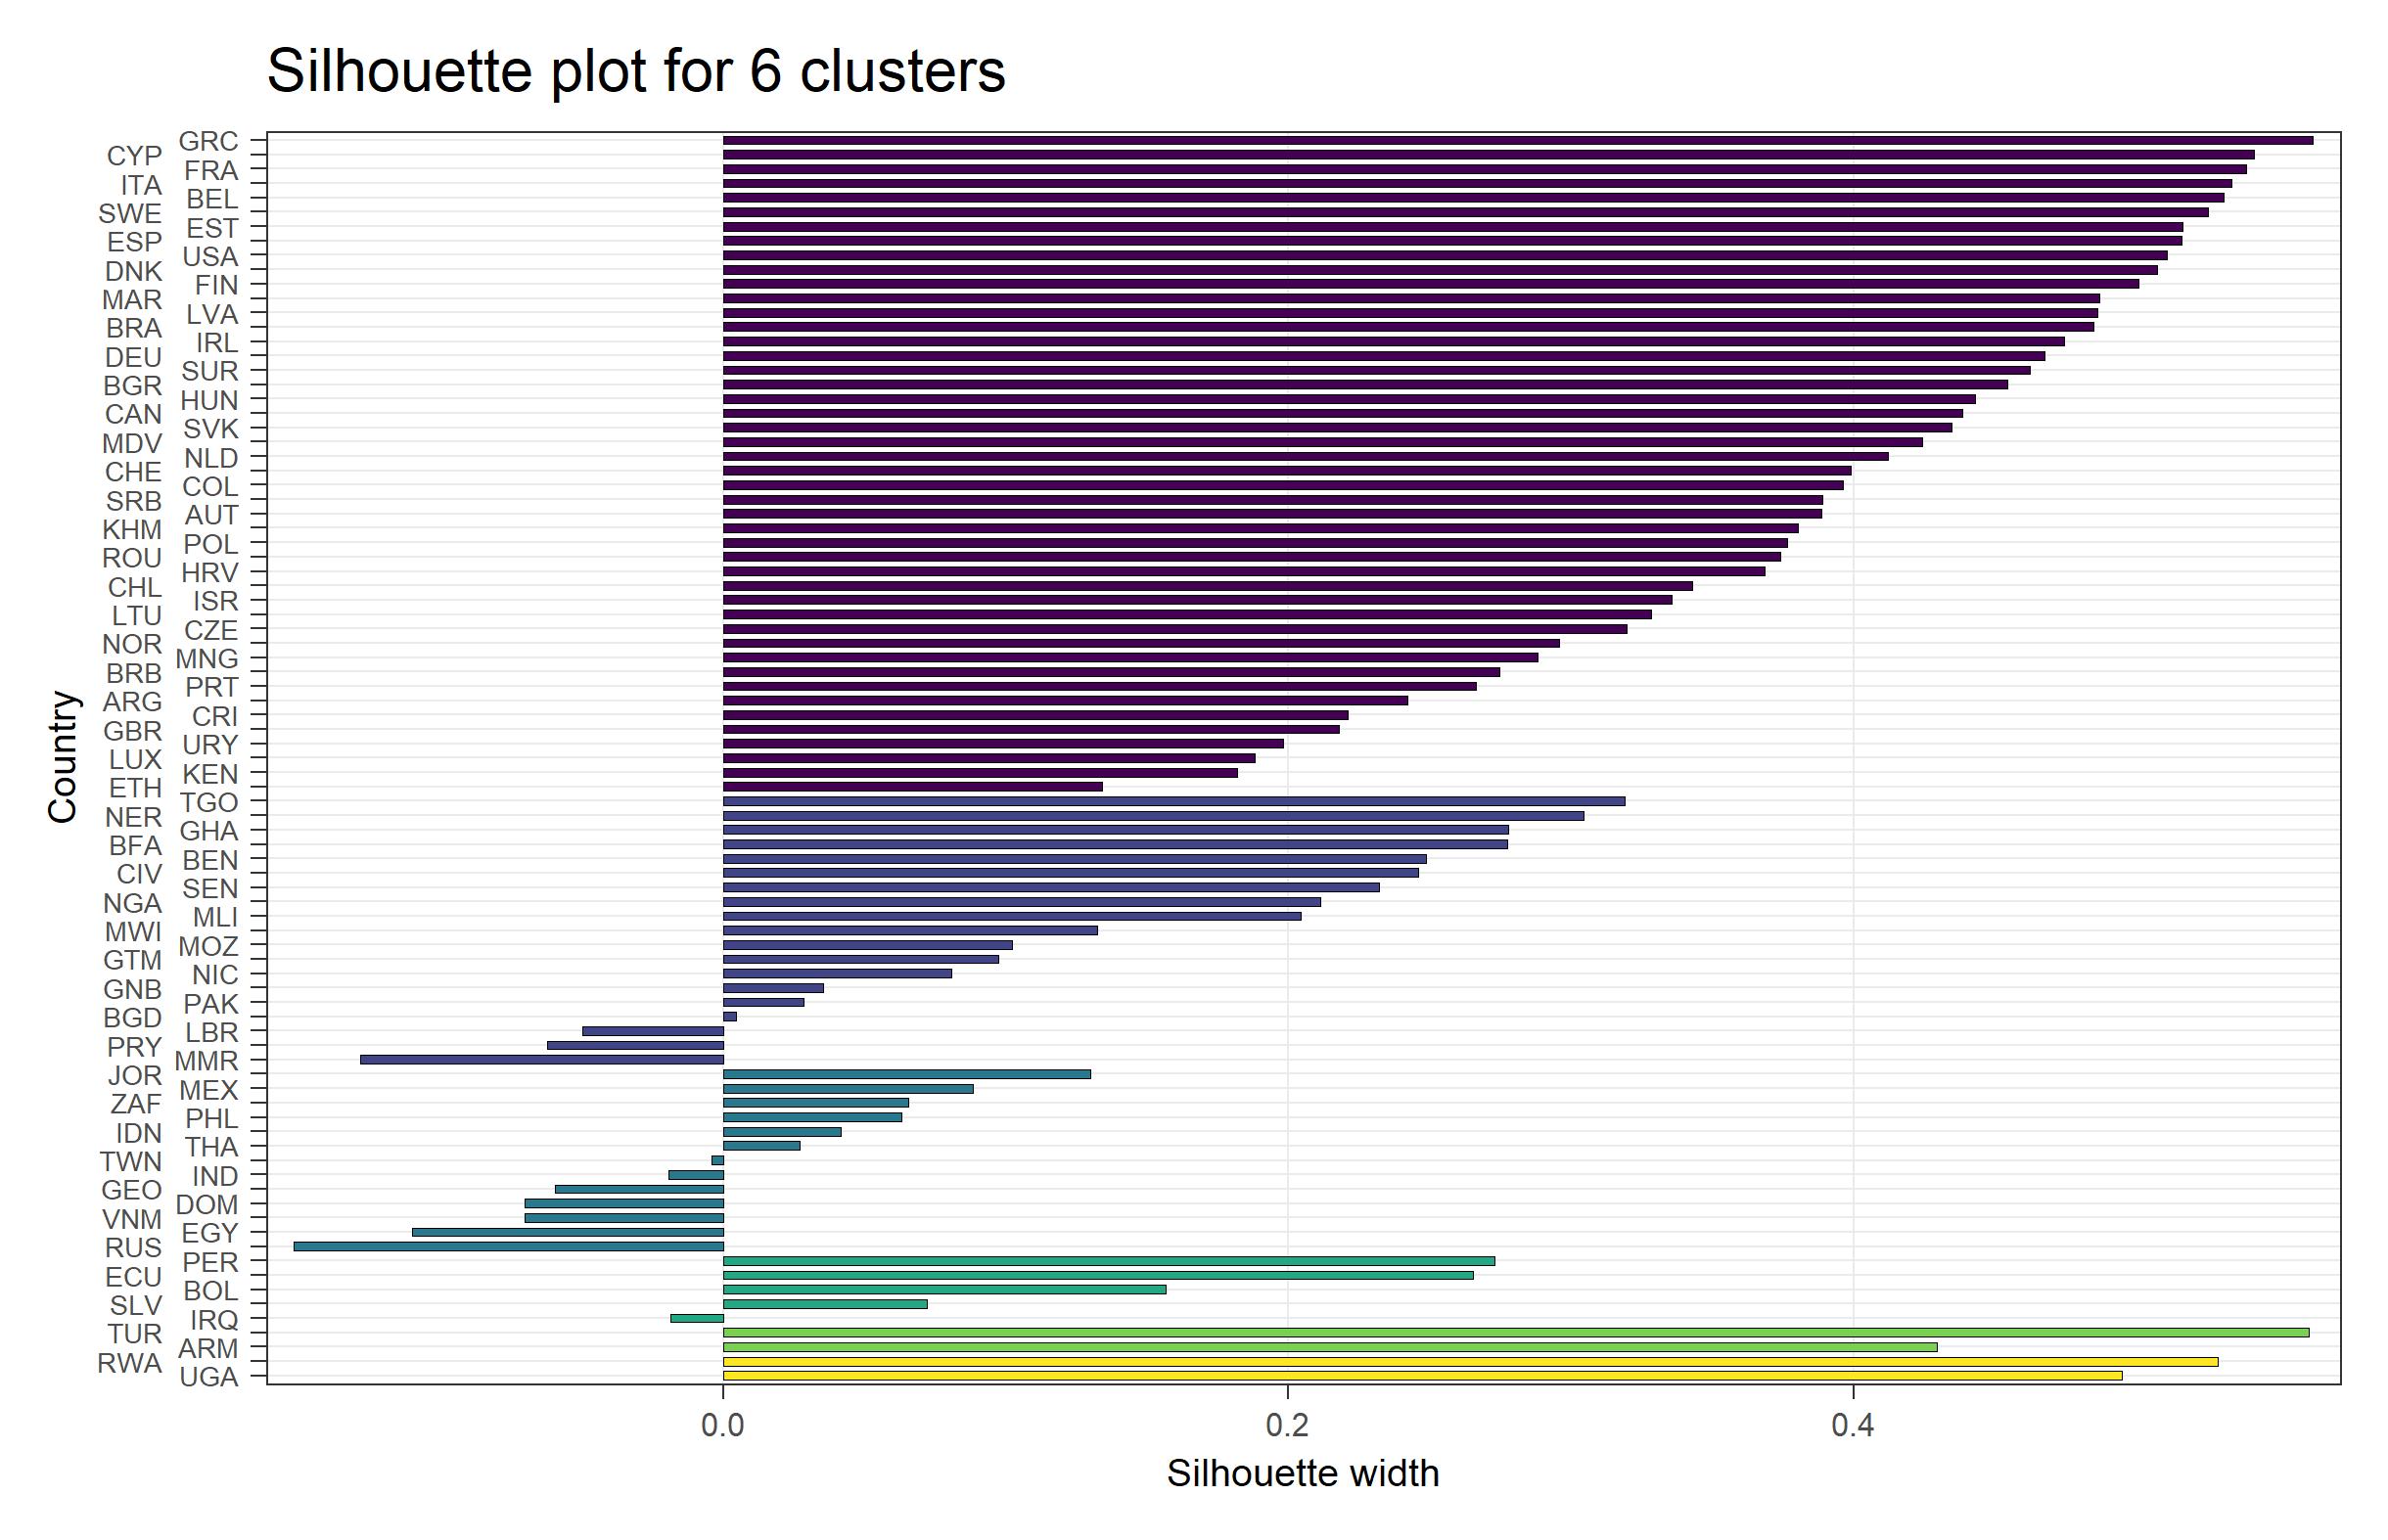 Silhouette plot for 6 clusters
GRC
CYP
FRA
ITA
BEL
SWE
EST
ESP
USA
DNK
FIN
MAR
LVA
BRA
IRL
DEU
SUR
BGR
HUN
CAN
SVK
MDV
NLD
CHE
COL
SRB
AUT
KHM
POL
ROU
HRV
CHL
ISR
LTU
CZE
NOR
MNG
BRB
PRT
ARG
CRI
GBR
URY
LUX
KEN
ETH
TGO
NER
GHA
BFA
BEN
CIV
SEN
NGA
MLI
MWI
MOZ
GTM
NIC
GNB
PAK
BGD
LBR
PRY
MMR
JOR
MEX
ZAF
PHL
IDN
THA
TWN
IND
GEO
DOM
VNM
EGY
RUS
PER
ECU
BOL
SLV
IRQ
TUR
ARM
RWA
UGA
Country
0.0 0.2 0.4
Silhouette width